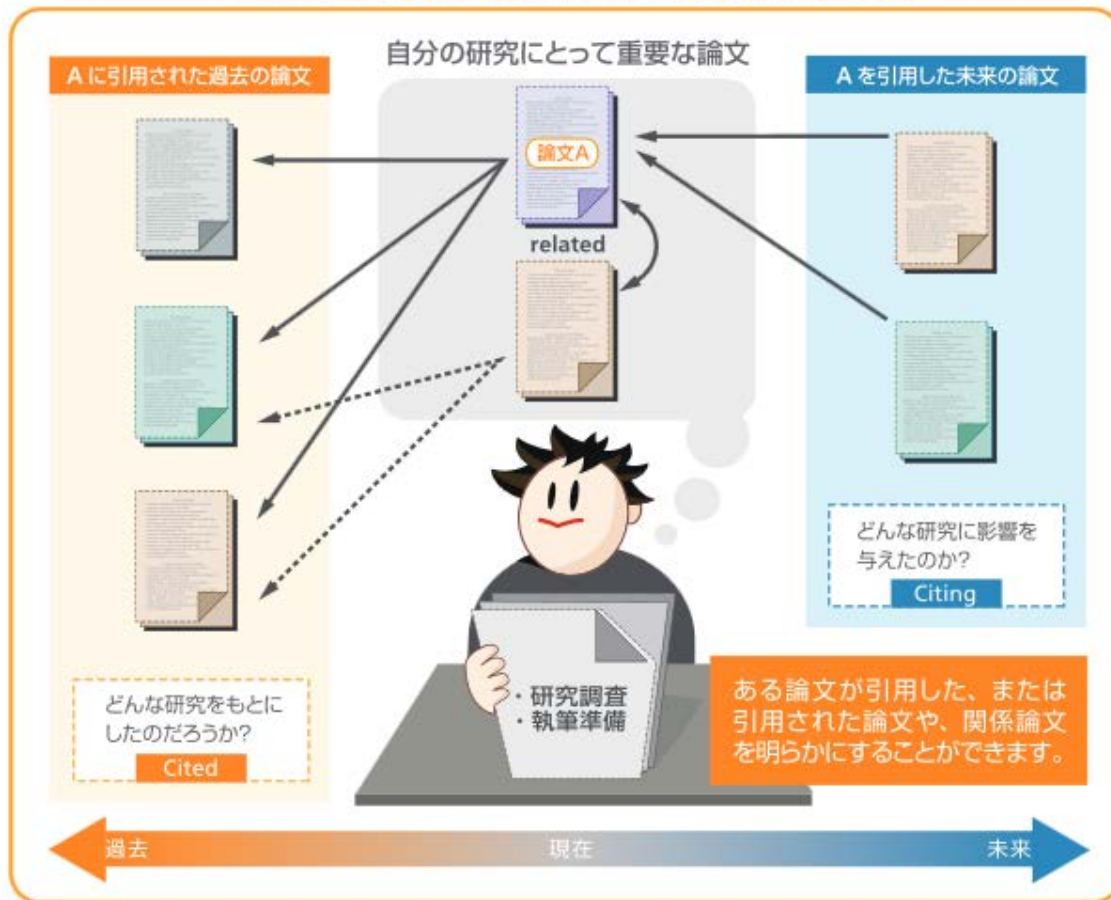 自分の研究にとって重要な論文
Aに引用された過去の論文
論文A
related
どんな研究をもとに
したのだろうか?
Cited
・研究調査
・執筆準備
Aを引用した未来の論文
どんな研究に影響を
与えたのか?
Citing
ある論文が引用した、または
引用された論文や、関係論文
を明らかにすることができます。
過去
現在
未来